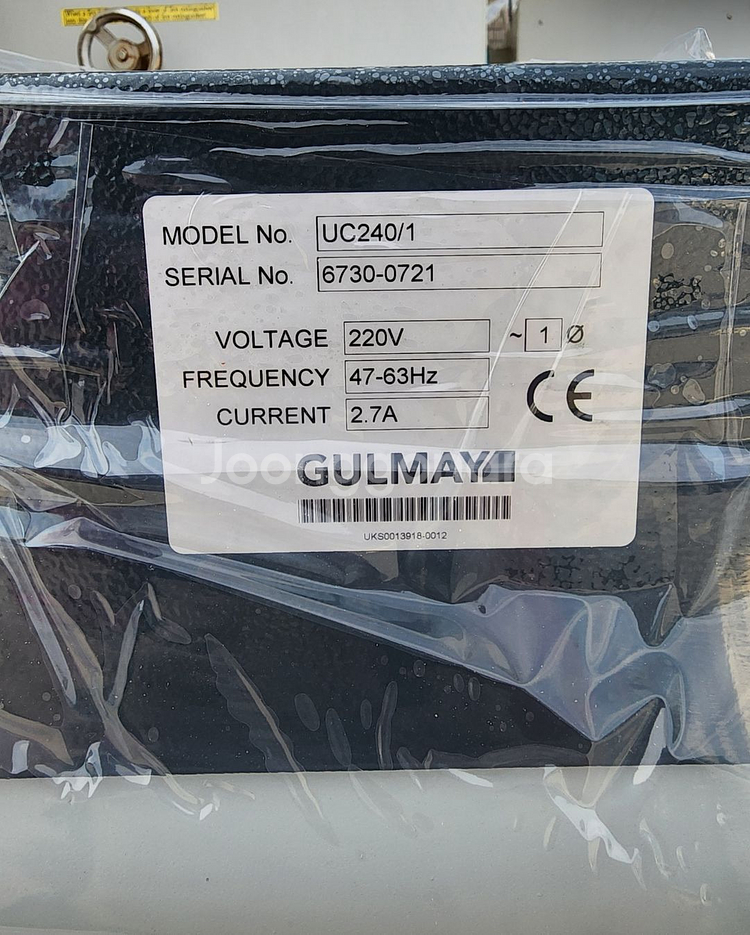 MODEL No. UC240/1
SERIAL No. 6730-0721
VOLTAGE 220V ~ 1 Ø
FREQUENCY 47-63Hz
CURRENT 2.7A
CE
GULMAY
UKS0013918-0012